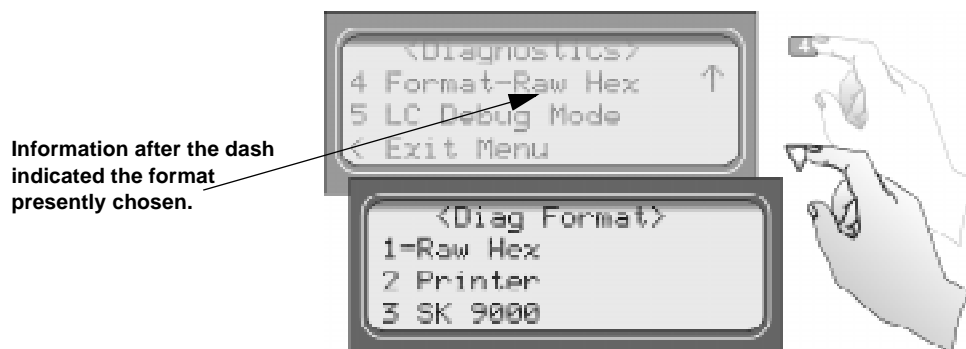 <Diagnostics>
4 Format-Raw Hex ↑
5 LC Debug Mode
< Exit Menu
4
Information after the dash
indicated the format
presently chosen.
<Diag Format>
1-Raw Hex
2 Printer
3 SK 9000